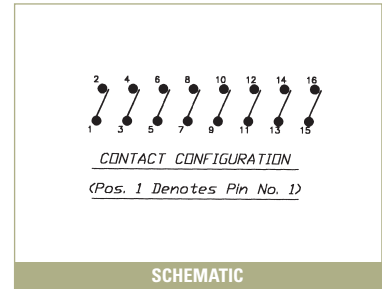 2 4 6 8 10 12 14 16
1 3 5 7 9 11 13 15
CONTACT CONFIGURATION
(Pos. 1 Denotes Pin No. 1)
SCHEMATIC